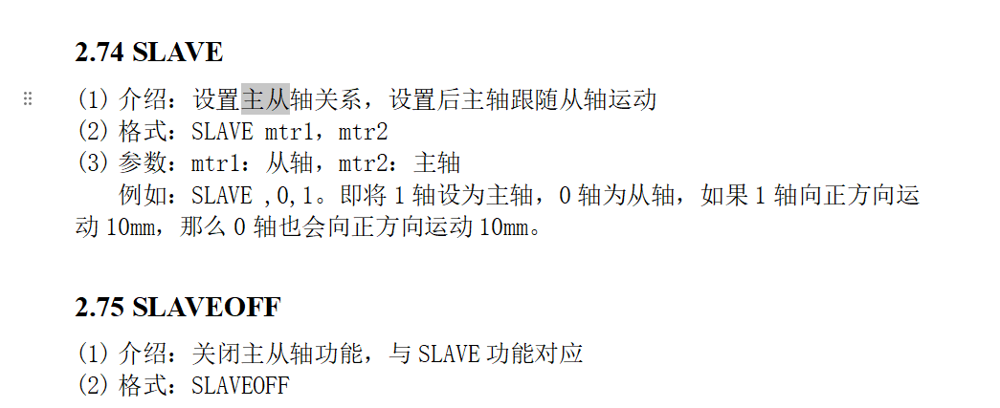 2.74 SLAVE
(1) 介绍：设置主从轴关系，设置后主轴跟随从轴运动
(2) 格式：SLAVE mtr1，mtr2
(3) 参数：mtr1：从轴，mtr2：主轴
例如：SLAVE ,0,1。即将 1 轴设为主轴，0 轴为从轴，如果 1 轴向正方向运
动 10mm，那么 0 轴也会向正方向运动 10mm。
2.75 SLAVEOFF
(1) 介绍：关闭主从轴功能，与 SLAVE 功能对应
(2) 格式：SLAVEOFF